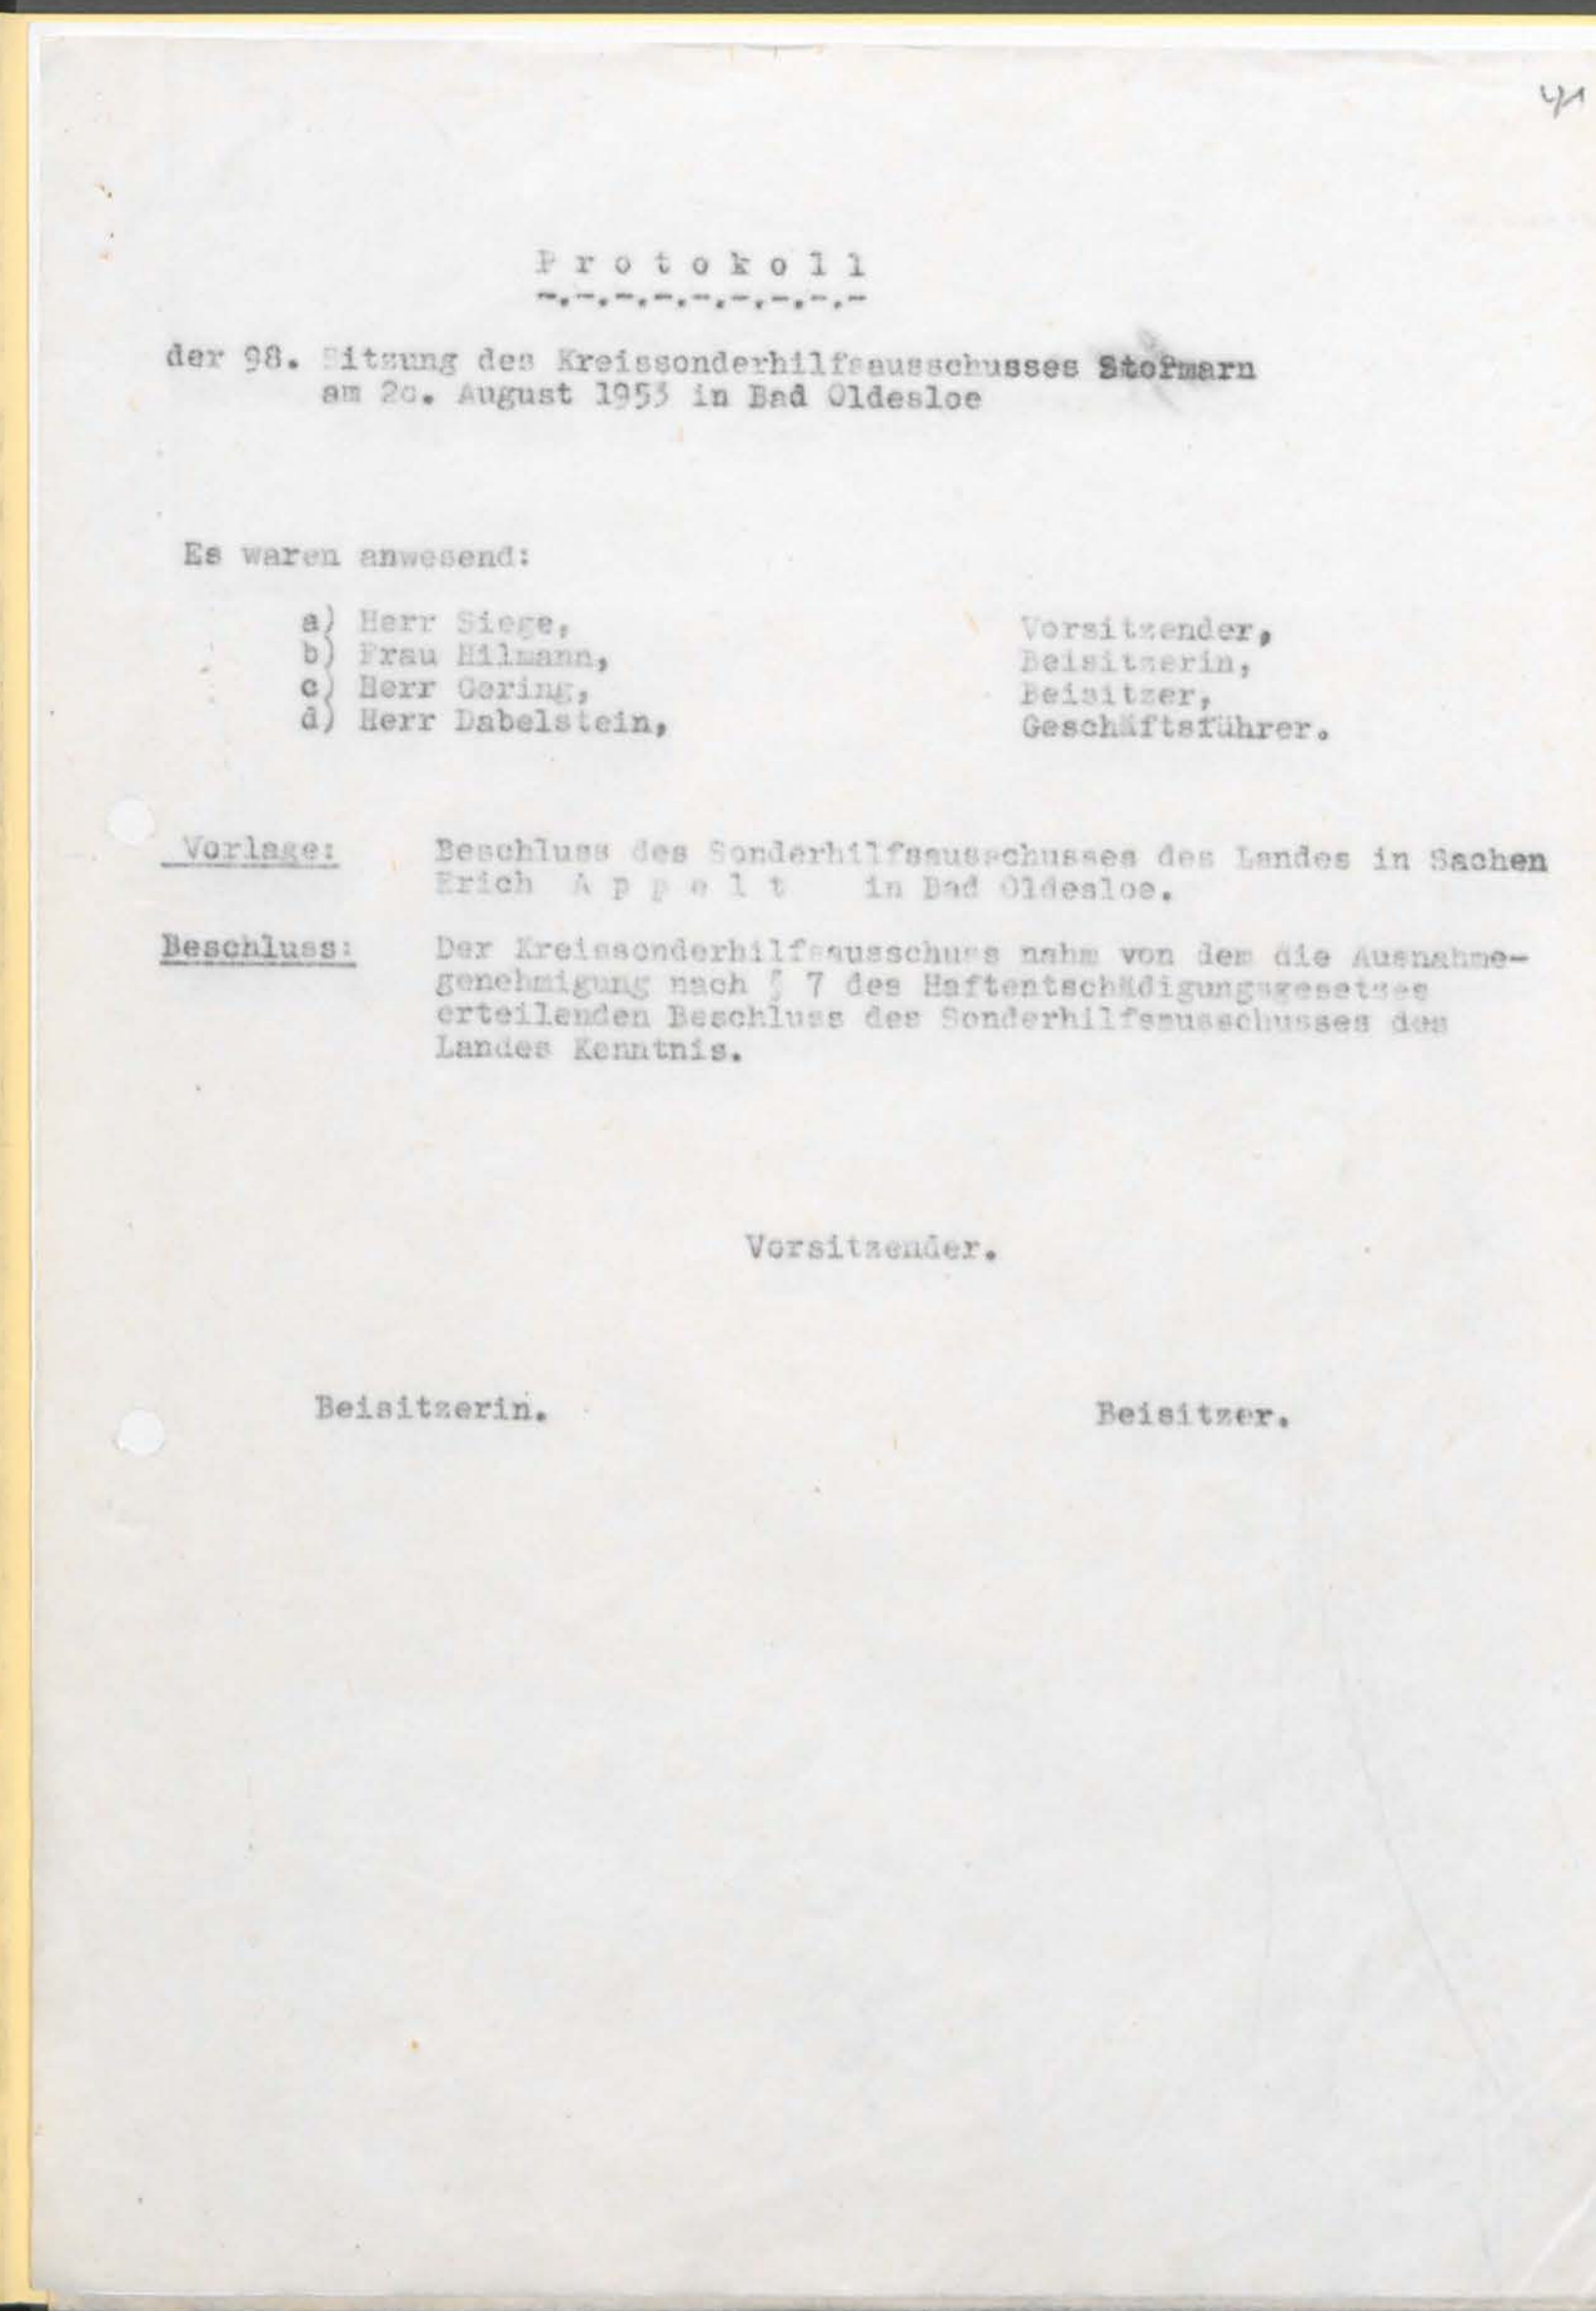 41
P r o t o k o l l
-.-.-.-.-.-.-.-.-
der 98. Sitzung des Kreissonderhilfsausschusses Stormarn
am 2o. August 1953 in Bad Oldesloe
Es waren anwesend:
a) Herr Siege, Vorsitzender,
b) Frau Hilmann, Beisitzerin,
c) Herr Gering, Beisitzer,
d) Herr Dabelstein, Geschäftsführer.
Vorlage: Beschluss des Sonderhilfsausschusses des Landes in Sachen
Erich A p p e l t in Bad Oldesloe.
Beschluss: Der Kreissonderhilfsausschuss nahm von dem die Ausnahme-
genehmigung nach § 7 des Haftentschädigungsgesetzes
erteilenden Beschluss des Sonderhilfsausschusses des
Landes Kenntnis.
Vorsitzender.
Beisitzerin. Beisitzer.